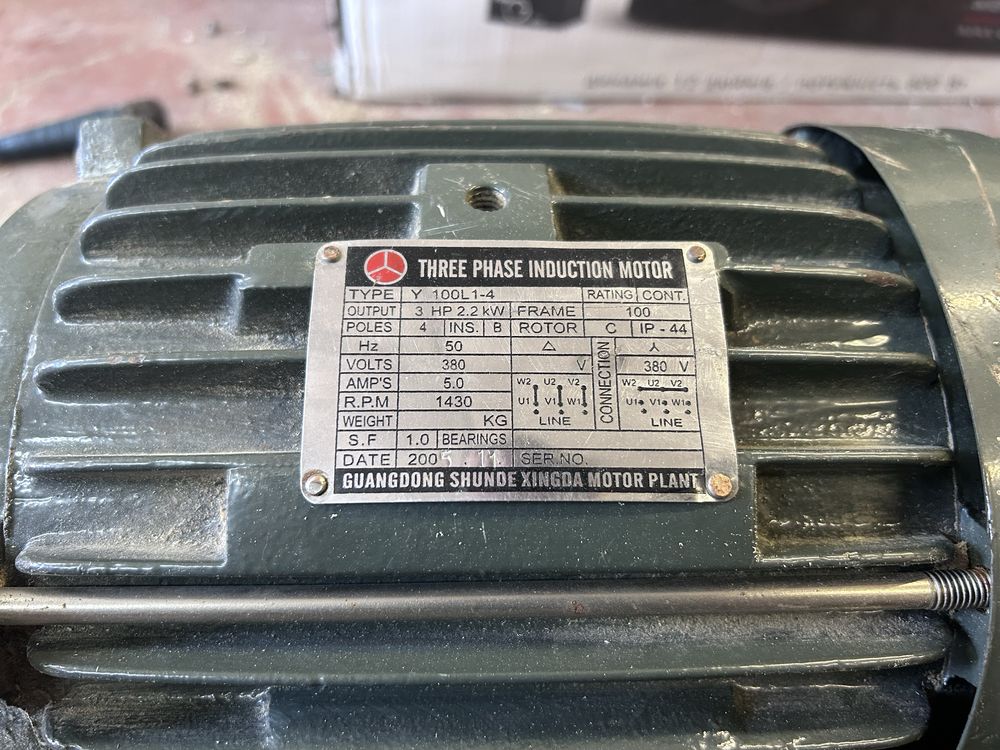 THREE PHASE INDUCTION MOTOR
TYPE Y 100L1-4 RATING CONT.
OUTPUT 3 HP 2.2 kW FRAME 100
POLES 4 INS. B ROTOR C IP - 44
Hz 50 △ 人
VOLTS 380 V CONNECTION 380 V
AMP'S 5.0 W2 U2 V2 W2 U2 V2
R.P.M 1430 U1 V1 W1 U1 V1 W1
WEIGHT KG LINE LINE
S.F 1.0 BEARINGS
DATE 200 . 11 SER.NO.
GUANGDONG SHUNDE XINGDA MOTOR PLANT